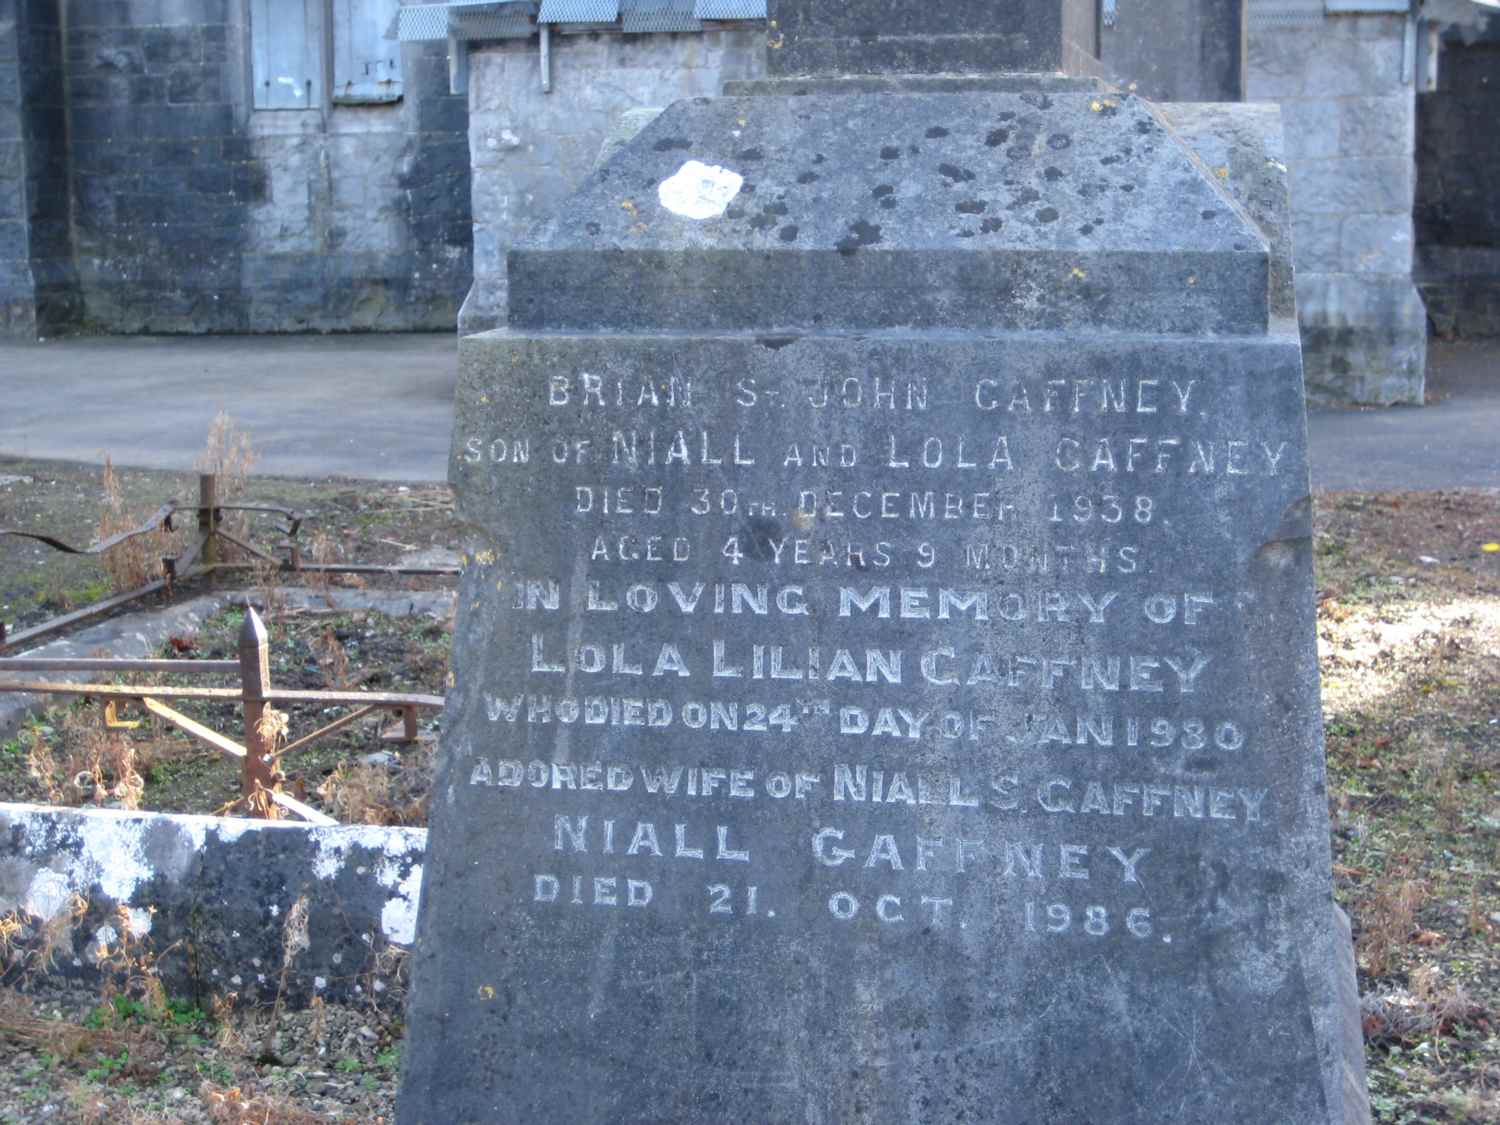 BRIAN ST. JOHN GAFFNEY.
SON OF NIALL AND LOLA GAFFNEY
DIED 30TH DECEMBER 1938.
AGED 4 YEARS 9 MONTHS.
IN LOVING MEMORY OF
LOLA LILIAN GAFFNEY
WHO DIED ON 24TH DAY OF JAN 1980
ADORED WIFE OF NIALL S. GAFFNEY
NIALL GAFFNEY
DIED 21. OCT. 1986.